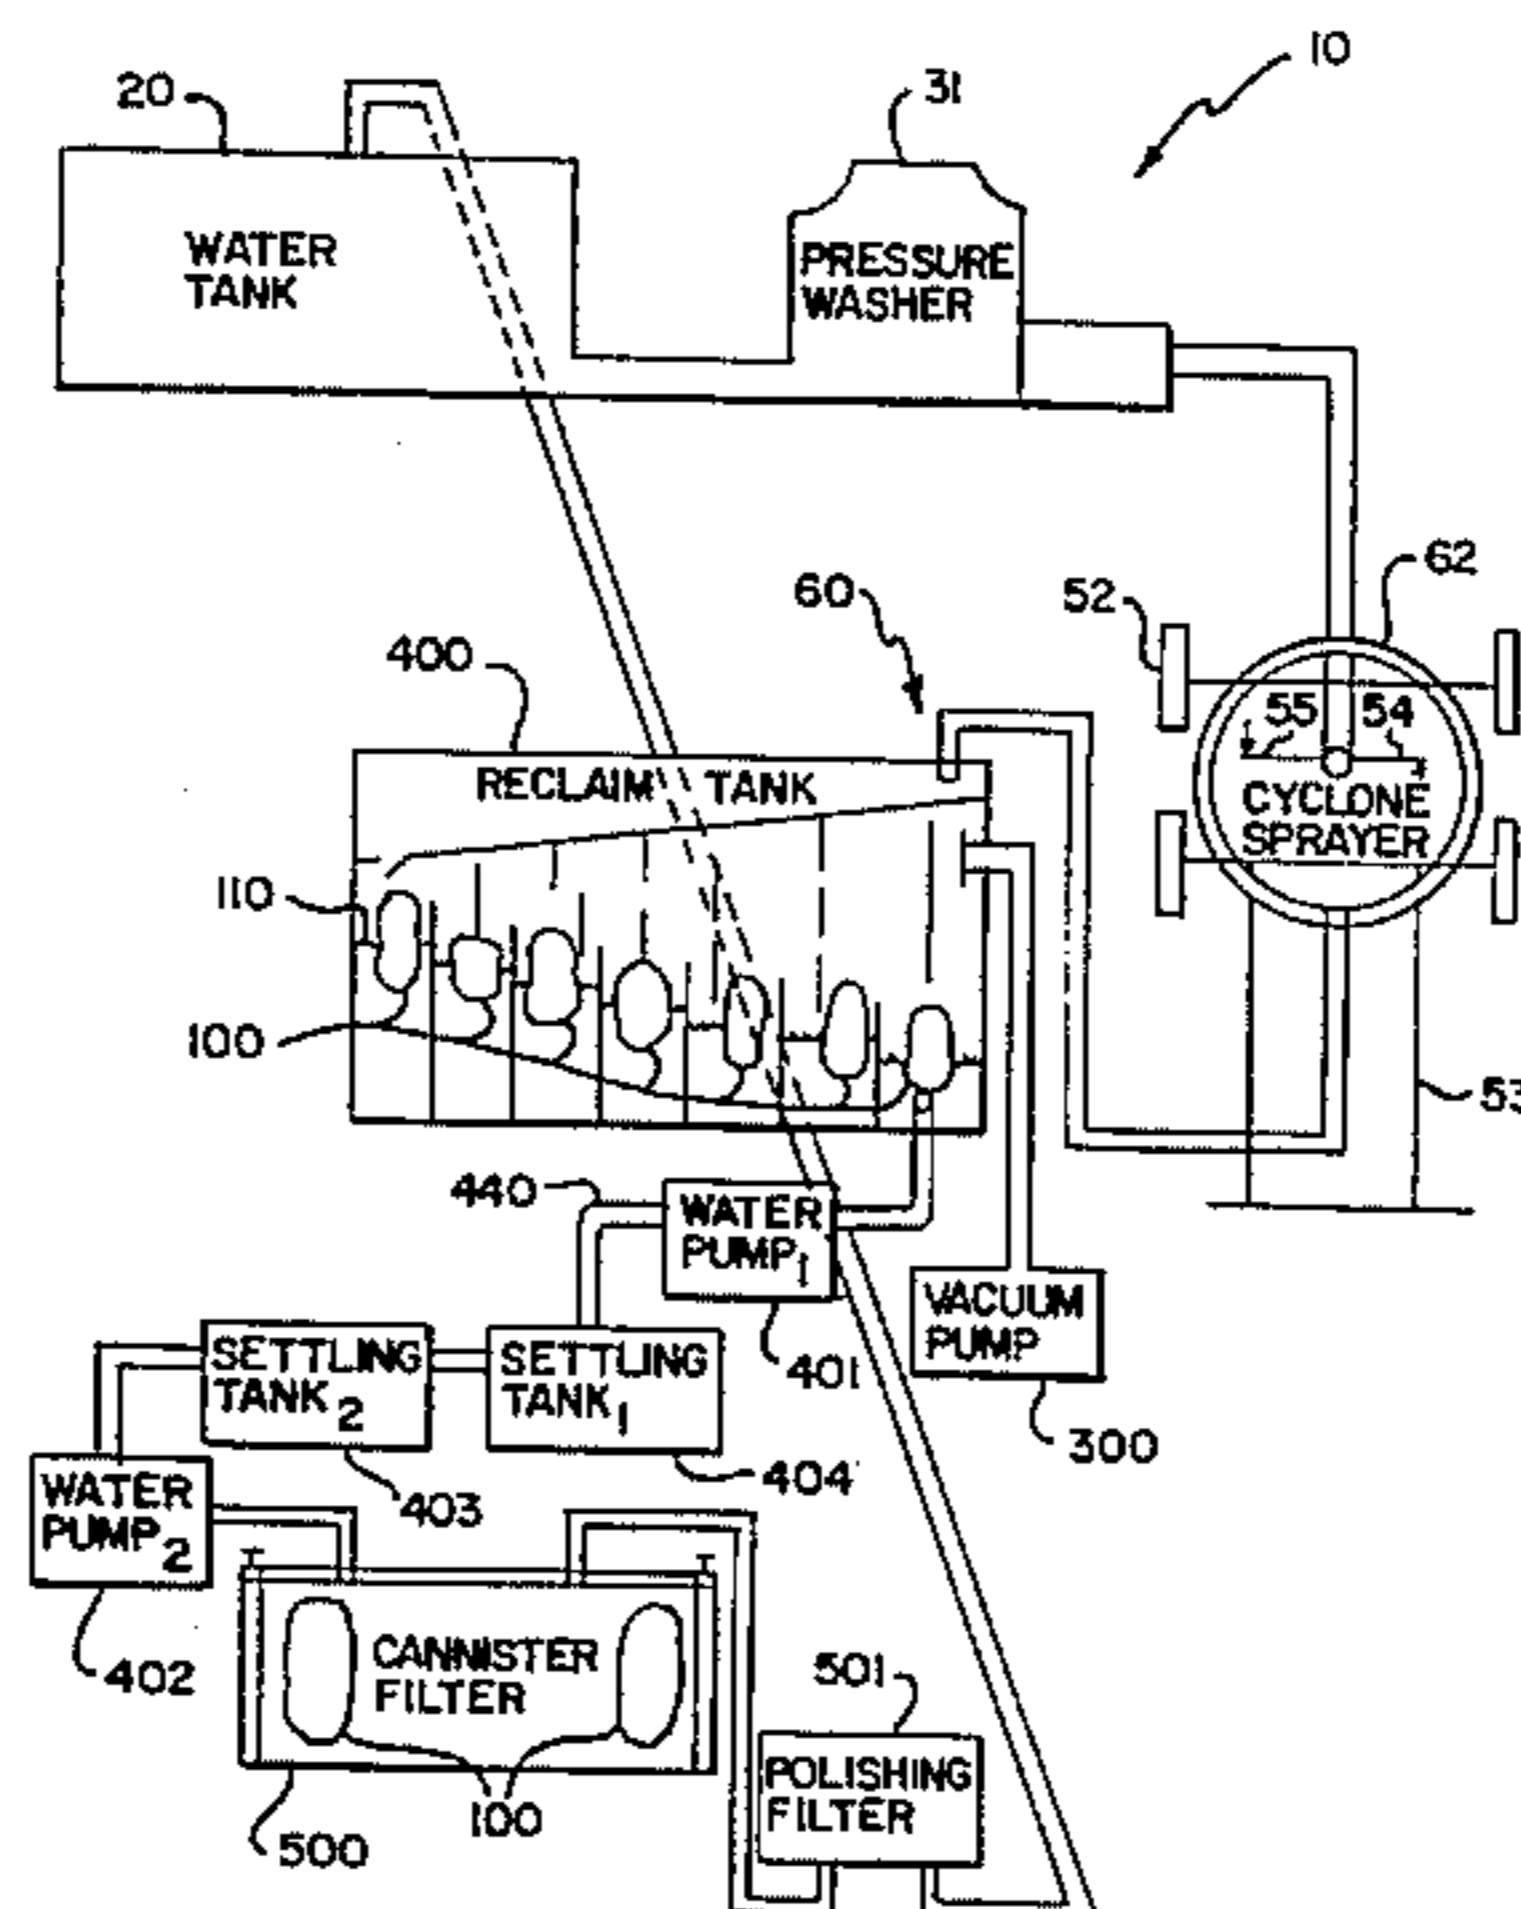 10
20
31
WATER
TANK
PRESSURE
WASHER
62
52
60
400
55 54
RECLAIM TANK
CYCLONE
SPRAYER
110
100
53
440
WATER
PUMP1
VACUUM
PUMP
SETTLING
TANK2
SETTLING
TANK1
401
300
404
403
WATER
PUMP2
402
CANNISTER
FILTER
501
POLISHING
FILTER
100
500